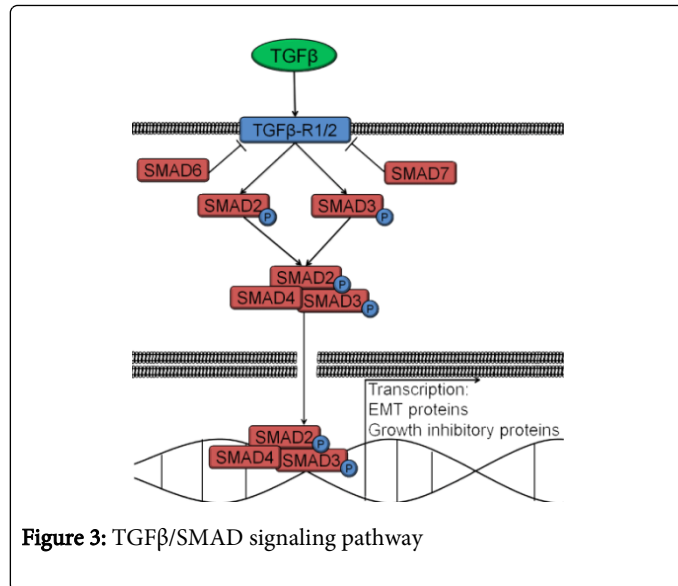 TGFβ
TGFβ-R1/2
SMAD6
SMAD7
SMAD2
P
SMAD3
P
SMAD2
P
SMAD4
SMAD3
P
Transcription:
EMT proteins
Growth inhibitory proteins
SMAD2
P
SMAD4
SMAD3
P
Figure 3: TGFβ/SMAD signaling pathway